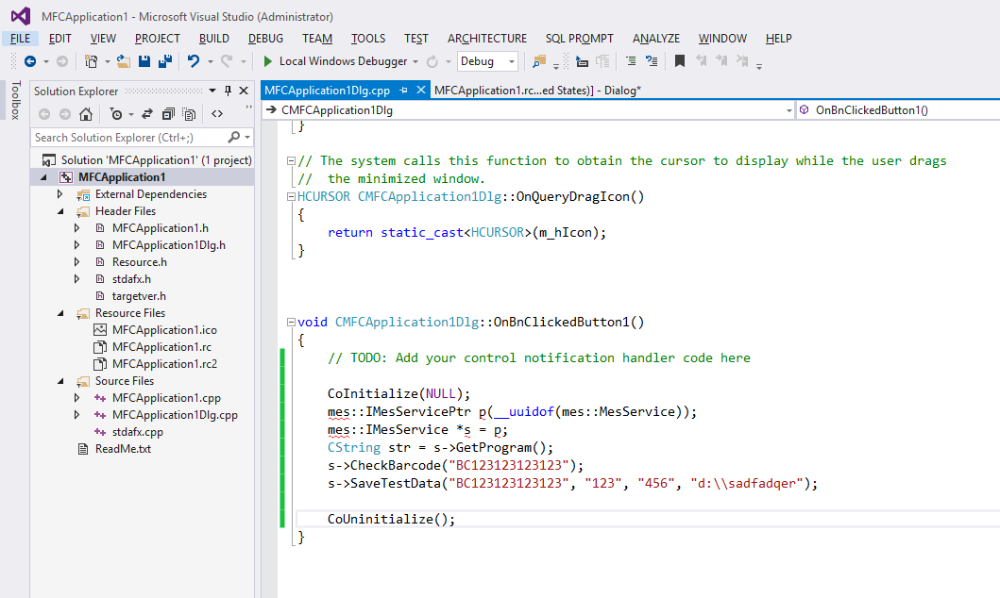 MFCApplication1 - Microsoft Visual Studio (Administrator)
FILE EDIT VIEW PROJECT BUILD DEBUG TEAM TOOLS TEST ARCHITECTURE SQL PROMPT ANALYZE WINDOW HELP
Local Windows Debugger Debug
Toolbox
Solution Explorer
Search Solution Explorer (Ctrl+;)
Solution 'MFCApplication1' (1 project)
MFCApplication1
External Dependencies
Header Files
MFCApplication1.h
MFCApplication1Dlg.h
Resource.h
stdafx.h
targetver.h
Resource Files
MFCApplication1.ico
MFCApplication1.rc
MFCApplication1.rc2
Source Files
MFCApplication1.cpp
MFCApplication1Dlg.cpp
stdafx.cpp
ReadMe.txt
MFCApplication1Dlg.cpp MFCApplication1.rc...ed States)] - Dialog*
CMFCApplication1Dlg OnBnClickedButton1()
}
// The system calls this function to obtain the cursor to display while the user drags
//  the minimized window.
HCURSOR CMFCApplication1Dlg::OnQueryDragIcon()
{
return static_cast<HCURSOR>(m_hIcon);
}
void CMFCApplication1Dlg::OnBnClickedButton1()
{
// TODO: Add your control notification handler code here
CoInitialize(NULL);
mes::IMesServicePtr p(__uuidof(mes::MesService));
mes::IMesService *s = p;
CString str = s->GetProgram();
s->CheckBarcode("BC123123123123");
s->SaveTestData("BC123123123123", "123", "456", "d:\\sadfadqer");
CoUninitialize();
}